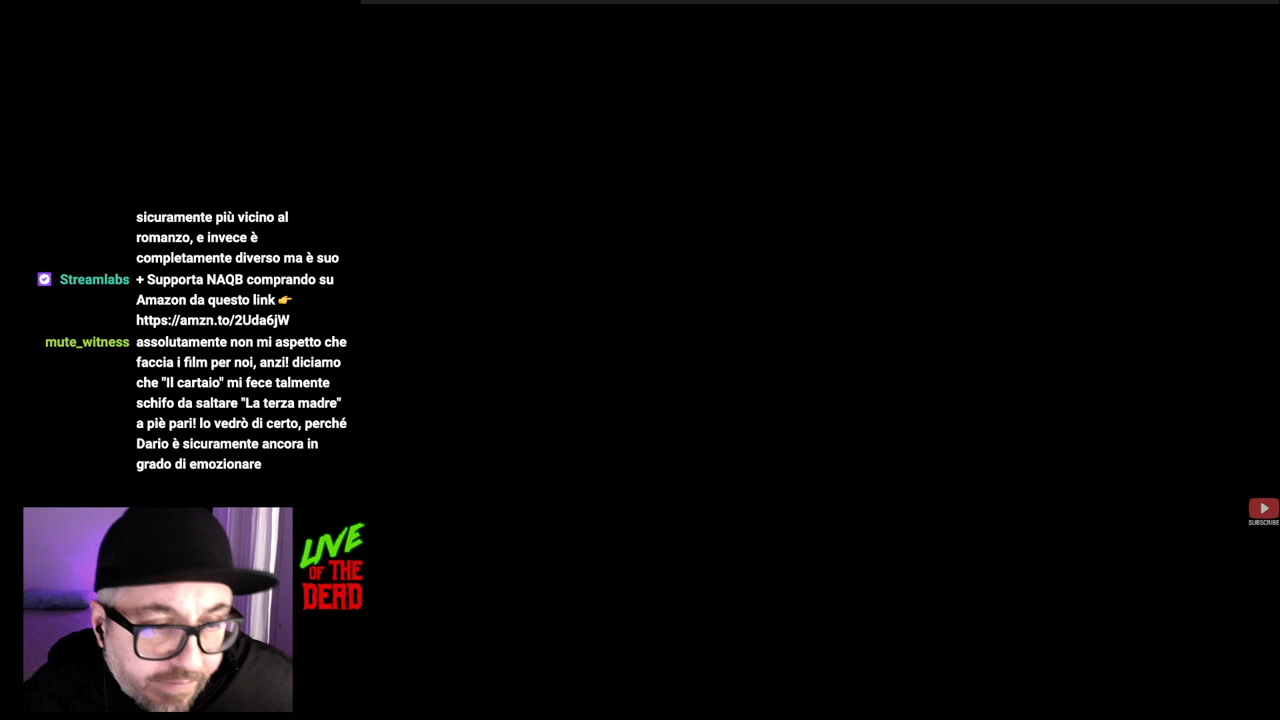 sicuramente più vicino al
romanzo, e invece è
completamente diverso ma è suo
Streamlabs + Supporta NAQB comprando su
Amazon da questo link 👉
https://amzn.to/2Uda6jW
mute_witness assolutamente non mi aspetto che
faccia i film per noi, anzi! diciamo
che "Il cartaio" mi fece talmente
schifo da saltare "La terza madre"
a piè pari! lo vedrò di certo, perché
Dario è sicuramente ancora in
grado di emozionare
LIVE
OF THE
DEAD
SUBSCRIBE